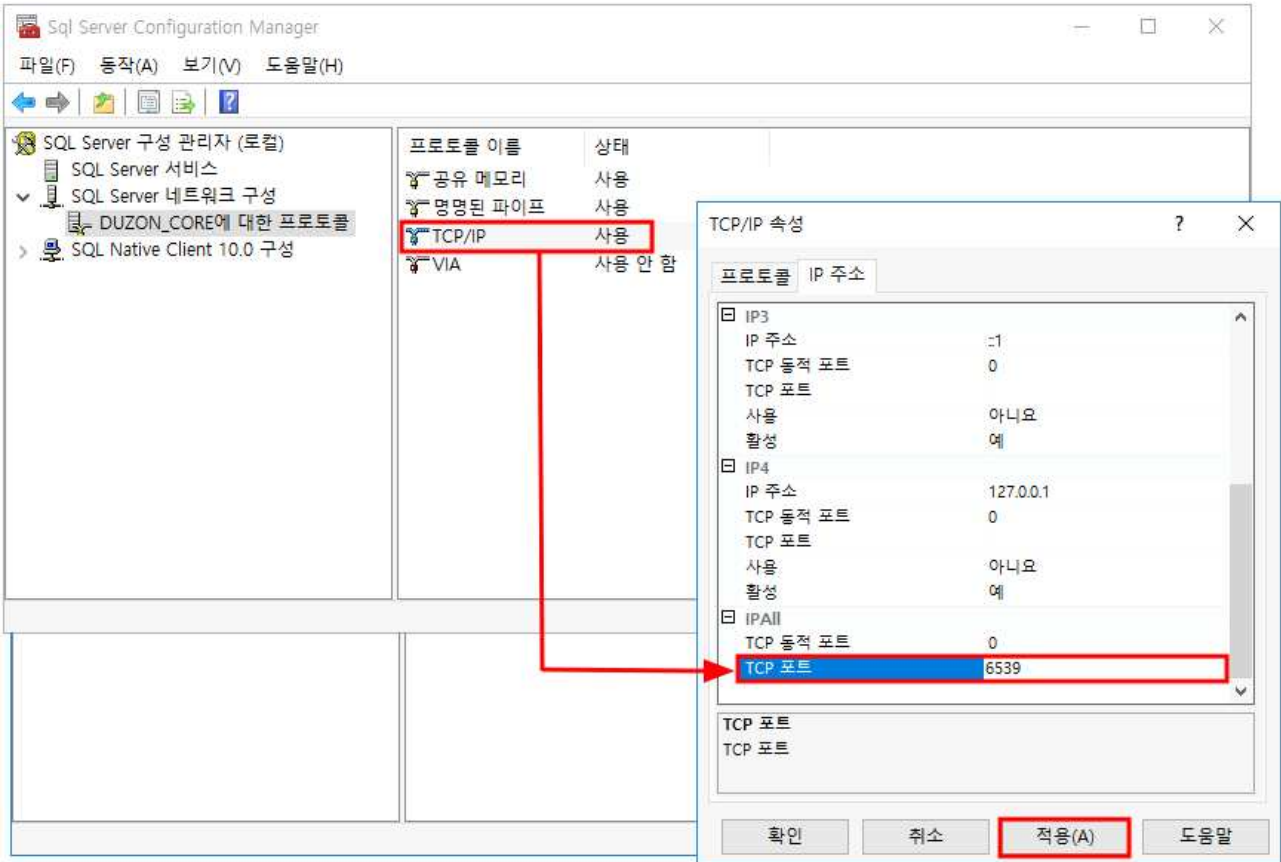 Sql Server Configuration Manager
파일(F) 동작(A) 보기(V) 도움말(H)
SQL Server 구성 관리자 (로컬)
SQL Server 서비스
SQL Server 네트워크 구성
DUZON_CORE에 대한 프로토콜
SQL Native Client 10.0 구성
프로토콜 이름 상태
공유 메모리 사용
명명된 파이프 사용
TCP/IP 사용
VIA 사용 안 함
TCP/IP 속성
프로토콜 IP 주소
IP3
IP 주소 ::1
TCP 동적 포트 0
TCP 포트
사용 아니요
활성 예
IP4
IP 주소 127.0.0.1
TCP 동적 포트 0
TCP 포트
사용 아니요
활성 예
IPAll
TCP 동적 포트 0
TCP 포트 6539
TCP 포트
TCP 포트
확인 취소 적용(A) 도움말